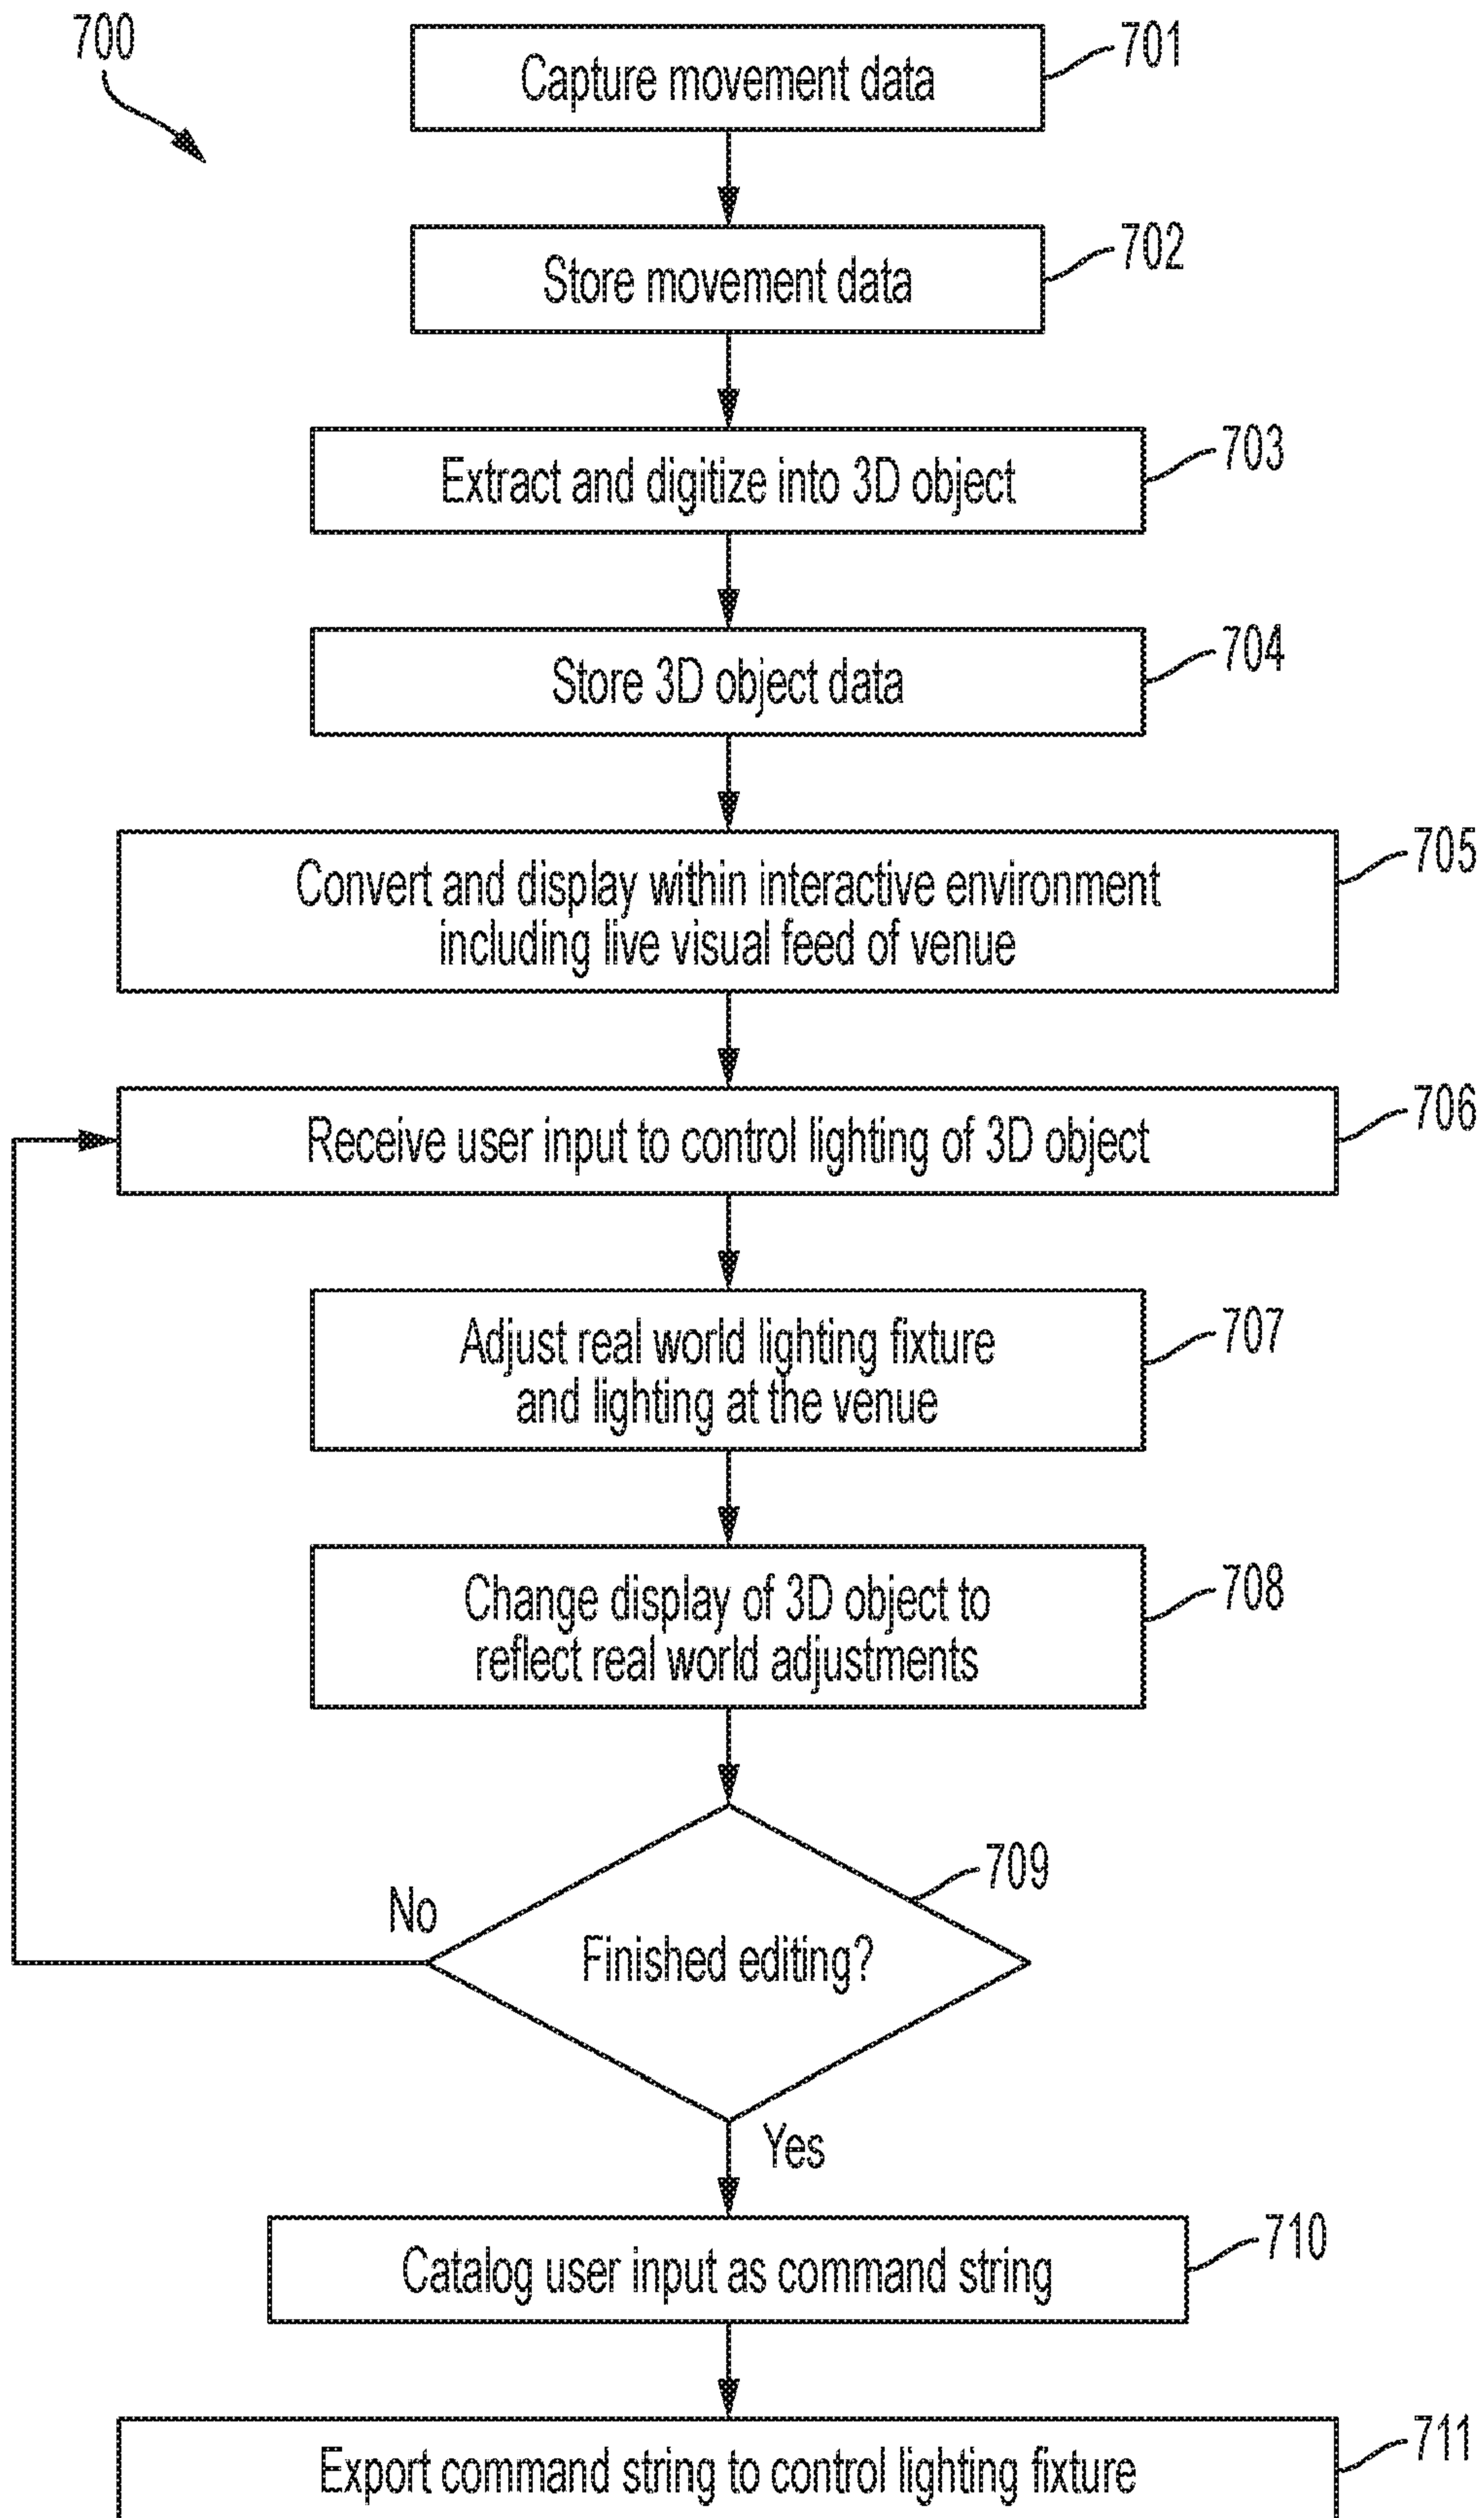 700
Capture movement data
701
Store movement data
702
Extract and digitize into 3D object
703
Store 3D object data
704
Convert and display within interactive environment
including live visual feed of venue
705
Receive user input to control lighting of 3D object
706
Adjust real world lighting fixture
and lighting at the venue
707
Change display of 3D object to
reflect real world adjustments
708
709
No
Finished editing?
Yes
Catalog user input as command string
710
Export command string to control lighting fixture
711